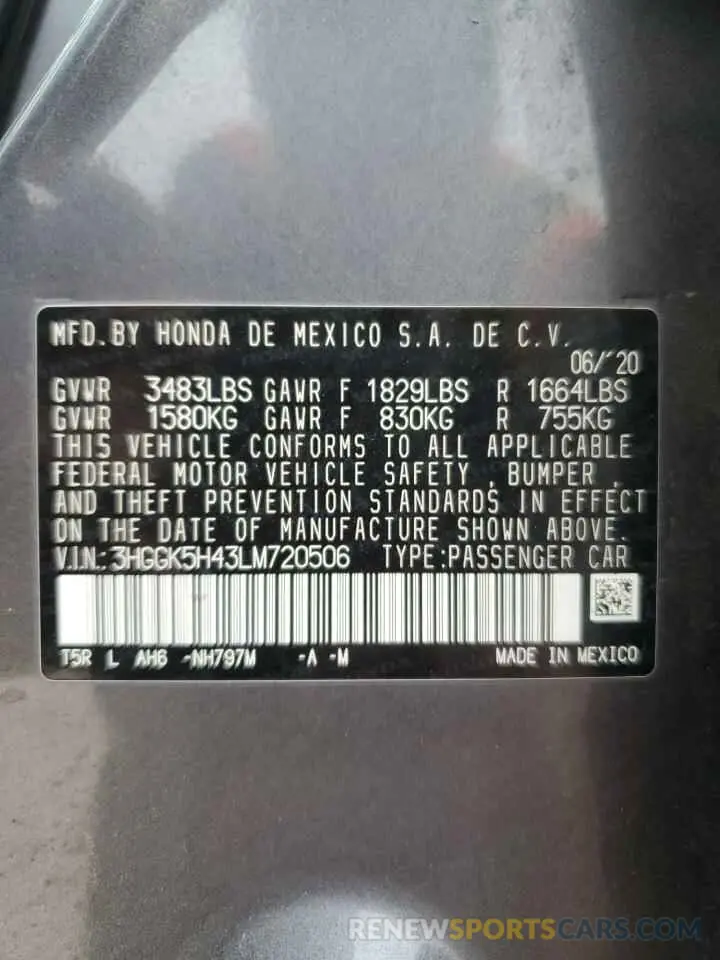 MFD.BY HONDA DE MEXICO S.A. DE C.V.
06/'20
GVWR 3483LBS GAWR F 1829LBS R 1664LBS
GVWR 1580KG GAWR F 830KG R 755KG
THIS VEHICLE CONFORMS TO ALL APPLICABLE
FEDERAL MOTOR VEHICLE SAFETY , BUMPER ,
AND THEFT PREVENTION STANDARDS IN EFFECT
ON THE DATE OF MANUFACTURE SHOWN ABOVE.
V.I.N.:3HGGK5H43LM720506 TYPE:PASSENGER CAR
T5R L AH6 -NH797M -A -M MADE IN MEXICO
RENEWSPORTSCARS.COM